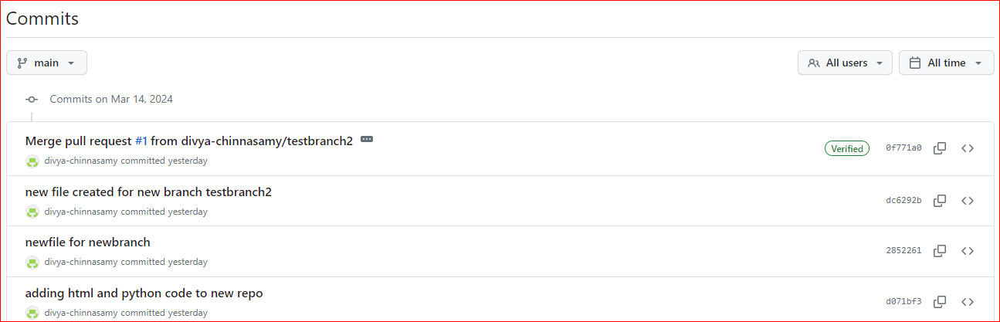 Commits
main
All users
All time
Commits on Mar 14, 2024
Merge pull request #1 from divya-chinnasamy/testbranch2
divya-chinnasamy committed yesterday
Verified
0f771a0
new file created for new branch testbranch2
divya-chinnasamy committed yesterday
dc6292b
newfile for newbranch
divya-chinnasamy committed yesterday
2852261
adding html and python code to new repo
divya-chinnasamy committed yesterday
d071bf3